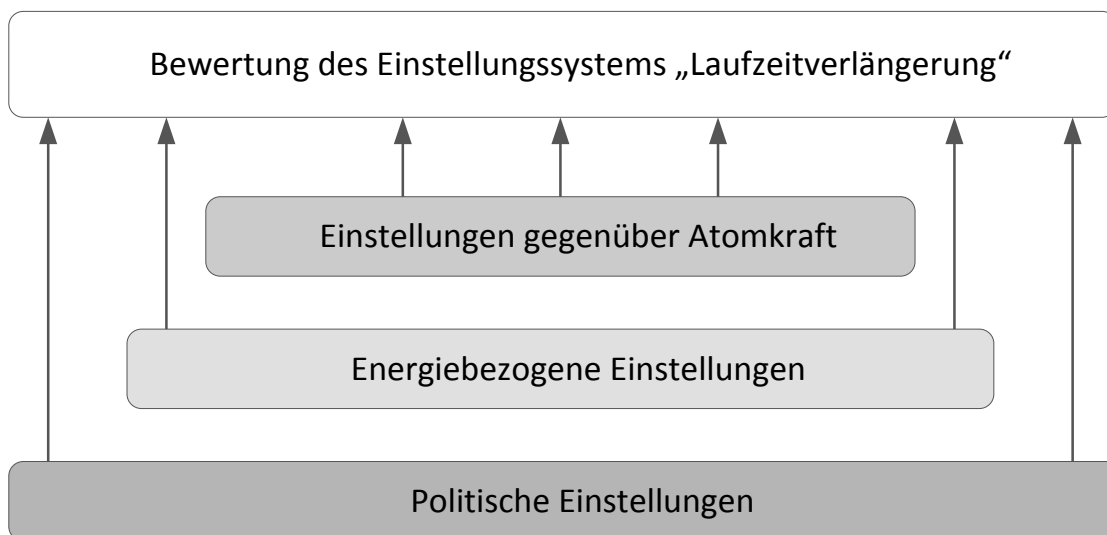 Bewertung des Einstellungssystems „Laufzeitverlängerung“
Einstellungen gegenüber Atomkraft
Energiebezogene Einstellungen
Politische Einstellungen